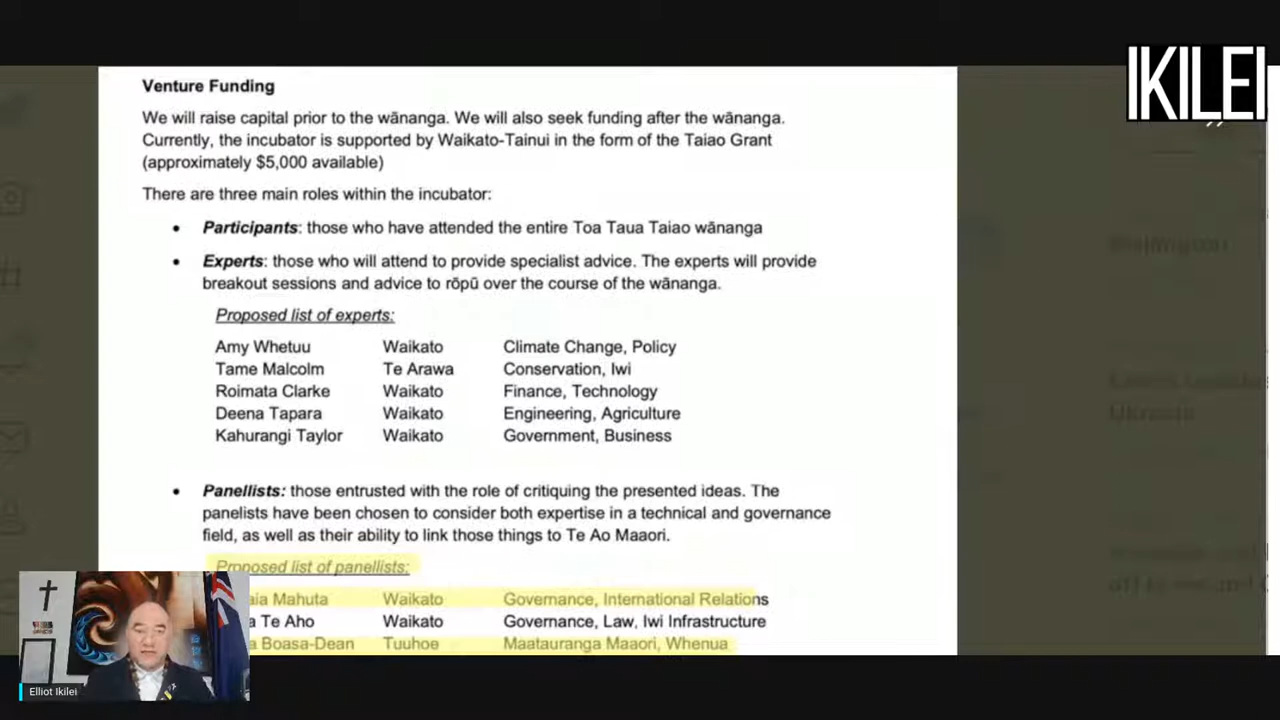 IKILEI
Venture Funding
We will raise capital prior to the wānanga. We will also seek funding after the wānanga.
Currently, the incubator is supported by Waikato-Tainui in the form of the Taiao Grant
(approximately $5,000 available)
There are three main roles within the incubator:
• Participants: those who have attended the entire Toa Taua Taiao wānanga
• Experts: those who will attend to provide specialist advice. The experts will provide
breakout sessions and advice to rōpū over the course of the wānanga.
Proposed list of experts:
Amy Whetuu Waikato Climate Change, Policy
Tame Malcolm Te Arawa Conservation, Iwi
Roimata Clarke Waikato Finance, Technology
Deena Tapara Waikato Engineering, Agriculture
Kahurangi Taylor Waikato Government, Business
• Panellists: those entrusted with the role of critiquing the presented ideas. The
panelists have been chosen to consider both expertise in a technical and governance
field, as well as their ability to link those things to Te Ao Maaori.
Proposed list of panellists:
aia Mahuta Waikato Governance, International Relations
a Te Aho Waikato Governance, Law, Iwi Infrastructure
a Boasa-Dean Tuuhoe Maatauranga Maaori, Whenua
Elliot Ikilei